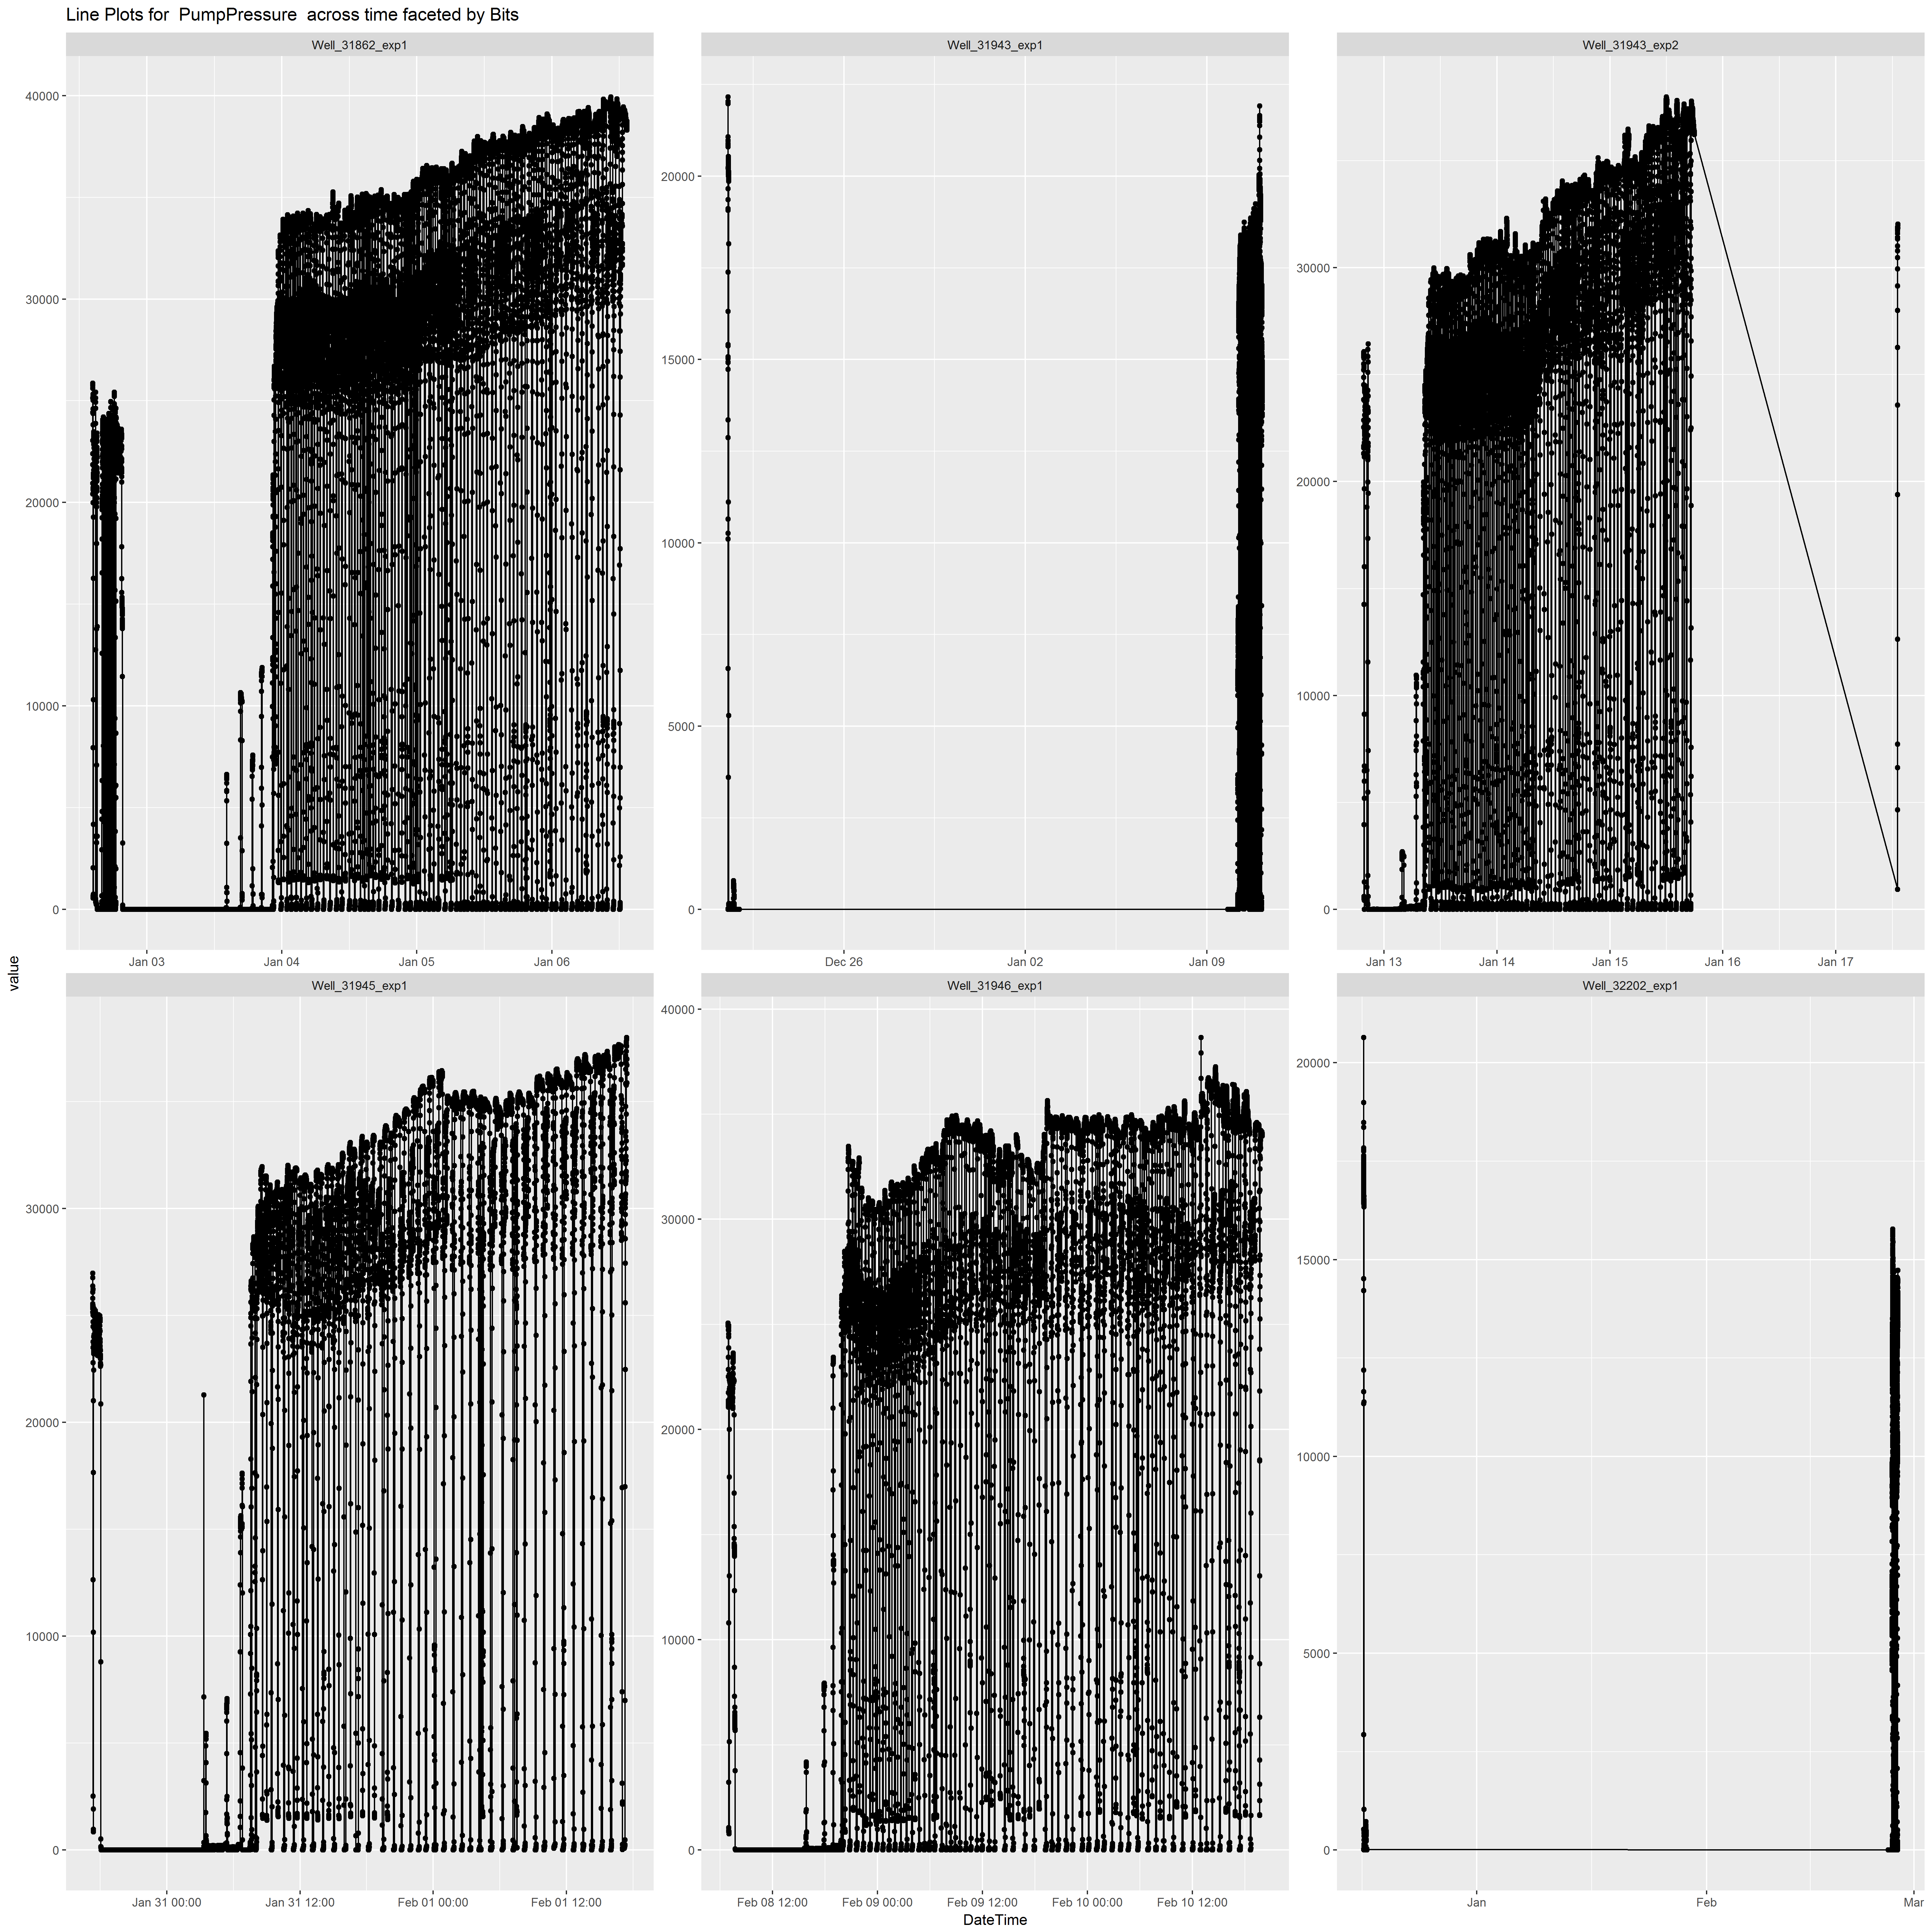 Line Plots for  PumpPressure  across time faceted by Bits
Well_31862_exp1
Well_31943_exp1
Well_31943_exp2
40000
30000
20000
10000
0
Jan 03
Jan 04
Jan 05
Jan 06
20000
15000
10000
5000
0
Dec 26
Jan 02
Jan 09
30000
20000
10000
0
Jan 13
Jan 14
Jan 15
Jan 16
Jan 17
value
Well_31945_exp1
Well_31946_exp1
Well_32202_exp1
30000
20000
10000
0
Jan 31 00:00
Jan 31 12:00
Feb 01 00:00
Feb 01 12:00
40000
30000
20000
10000
0
Feb 08 12:00
Feb 09 00:00
Feb 09 12:00
Feb 10 00:00
Feb 10 12:00
20000
15000
10000
5000
0
Jan
Feb
Mar
DateTime